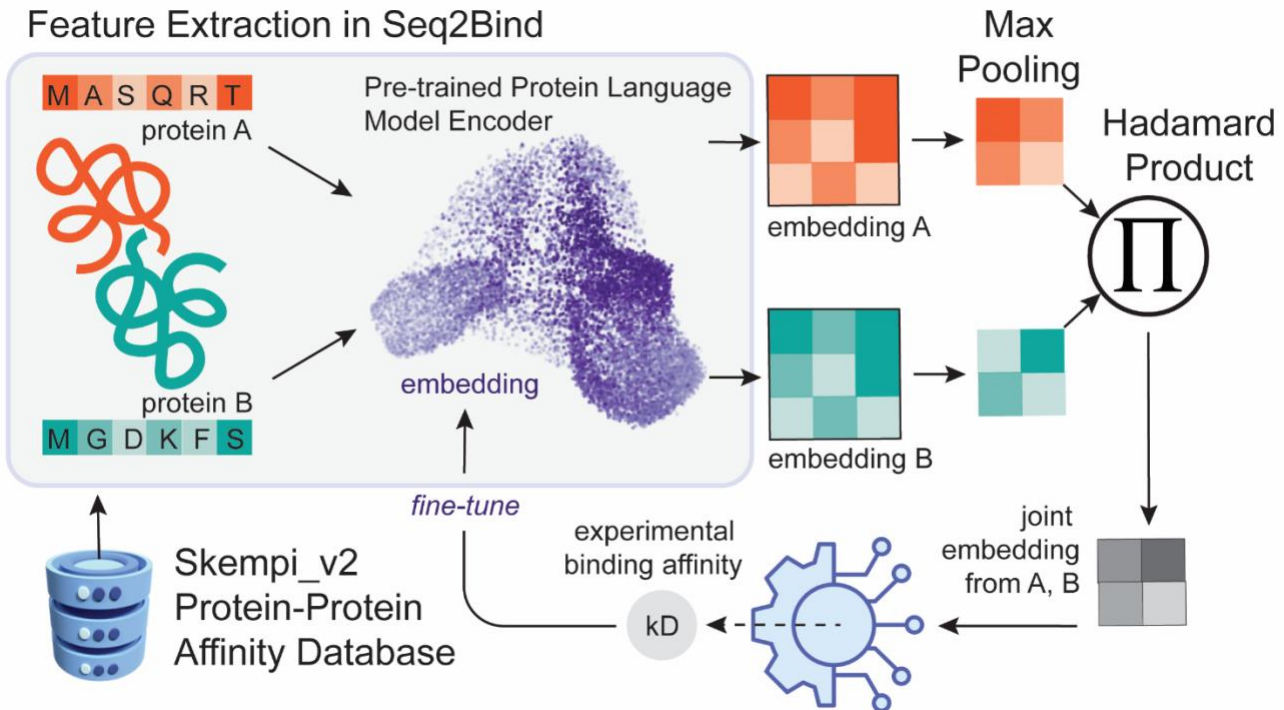 Feature Extraction in Seq2Bind
M A S Q R T
protein A
Pre-trained Protein Language
Model Encoder
embedding
protein B
M G D K F S
embedding A
embedding B
Max
Pooling
Hadamard
Product
∏
joint
embedding
from A, B
experimental
binding affinity
kD
fine-tune
Skempi_v2
Protein-Protein
Affinity Database